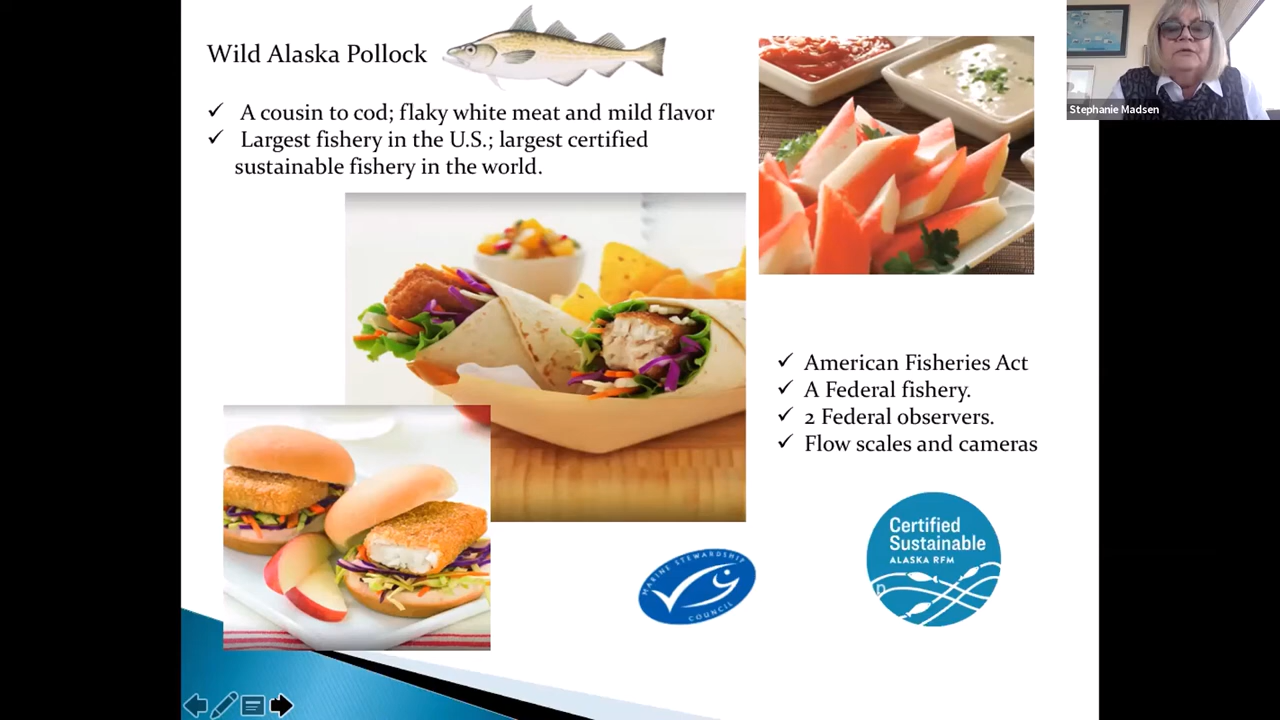 Wild Alaska Pollock
✓ A cousin to cod; flaky white meat and mild flavor
✓ Largest fishery in the U.S.; largest certified
sustainable fishery in the world.
Stephanie Madsen
✓ American Fisheries Act
✓ A Federal fishery.
✓ 2 Federal observers.
✓ Flow scales and cameras
MARINE STEWARDSHIP
COUNCIL
Certified
Sustainable
ALASKA RFM